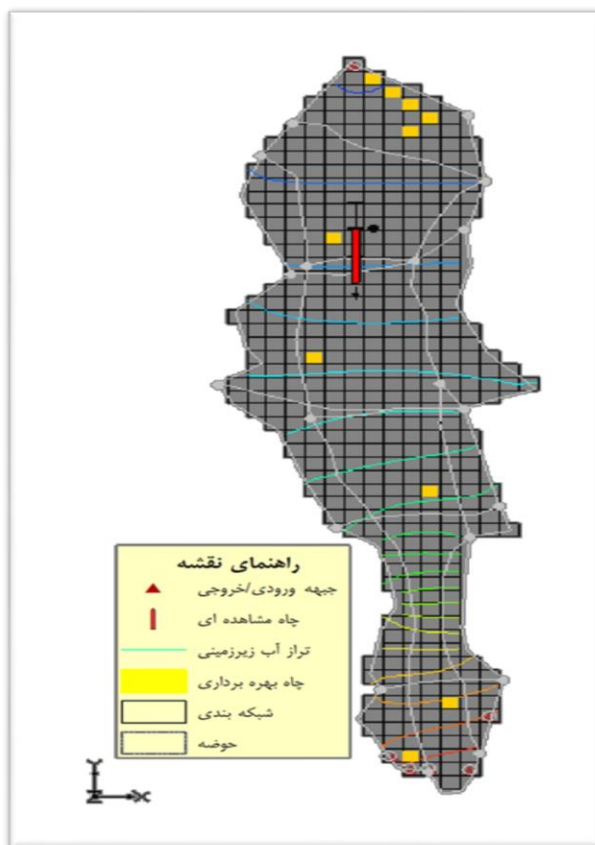 راهنمای نقشه
جبهه ورودی/خروجی
چاه مشاهده ای
تراز آب زیرزمینی
چاه بهره برداری
شبکه بندی
حوضه
Y
Z X